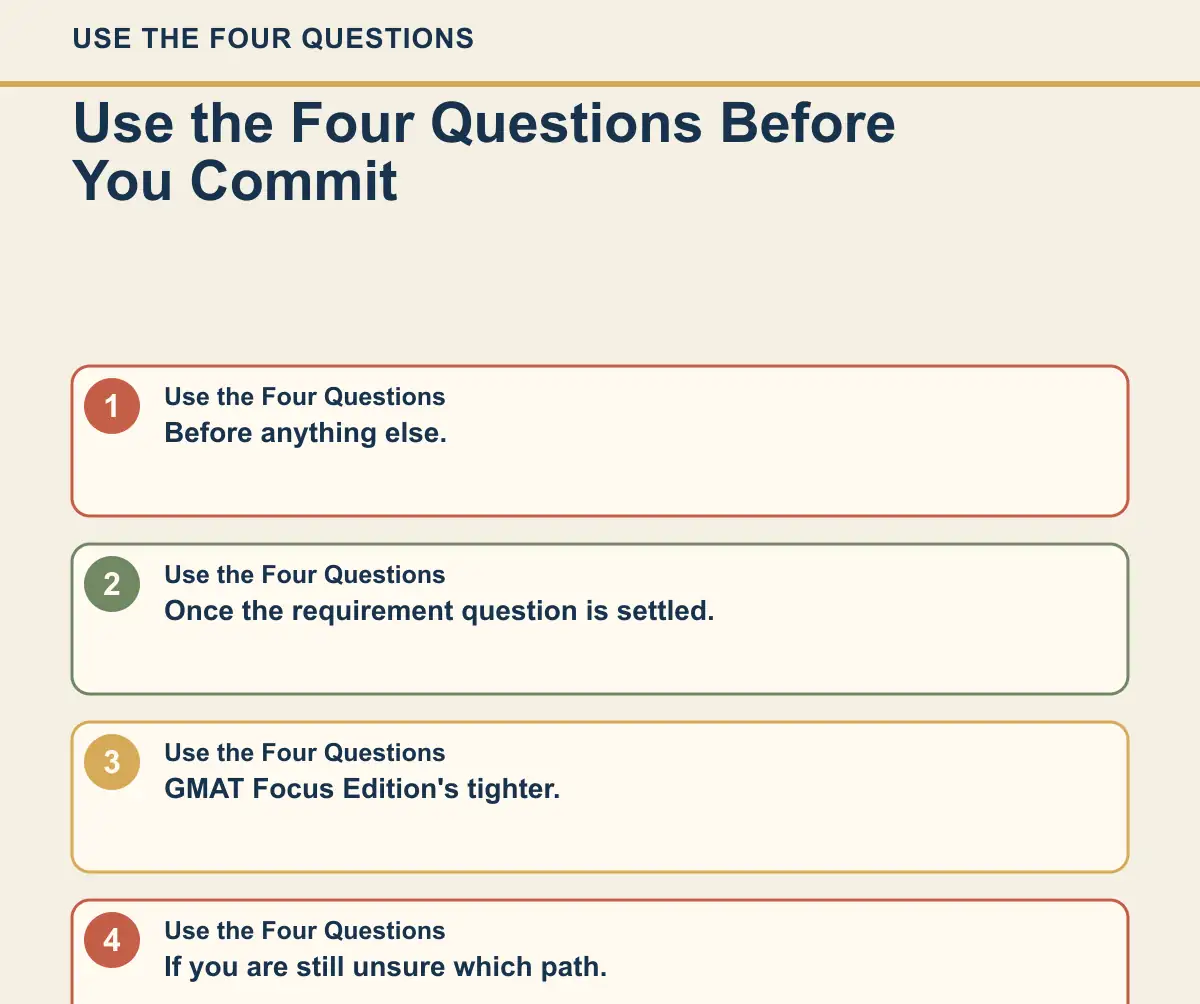 USE THE FOUR QUESTIONS
Use the Four Questions Before
You Commit
1
Use the Four Questions
Before anything else.
2
Use the Four Questions
Once the requirement question is settled.
3
Use the Four Questions
GMAT Focus Edition's tighter.
4
Use the Four Questions
If you are still unsure which path.